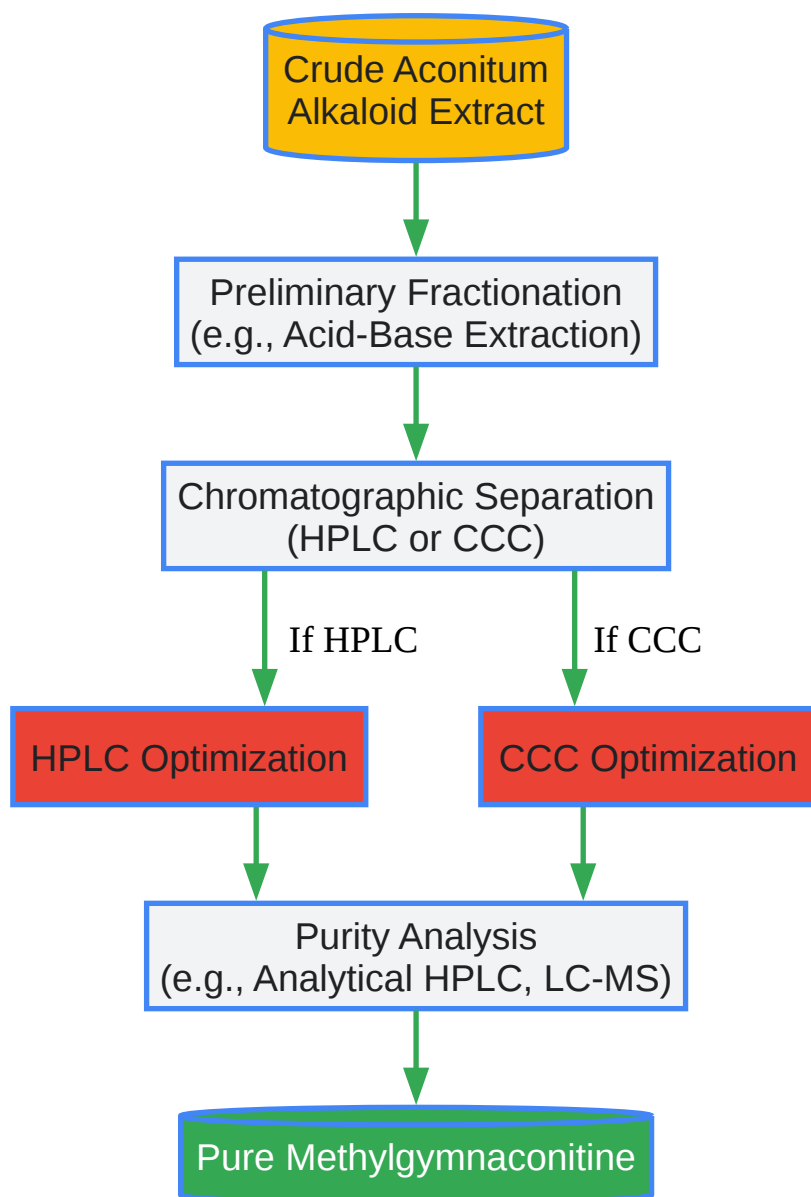 Crude Aconitum
Alkaloid Extract
Preliminary Fractionation
(e.g., Acid-Base Extraction)
Chromatographic Separation
(HPLC or CCC)
If HPLC
If CCC
HPLC Optimization
CCC Optimization
Purity Analysis
(e.g., Analytical HPLC, LC-MS)
Pure Methylgymnaconitine